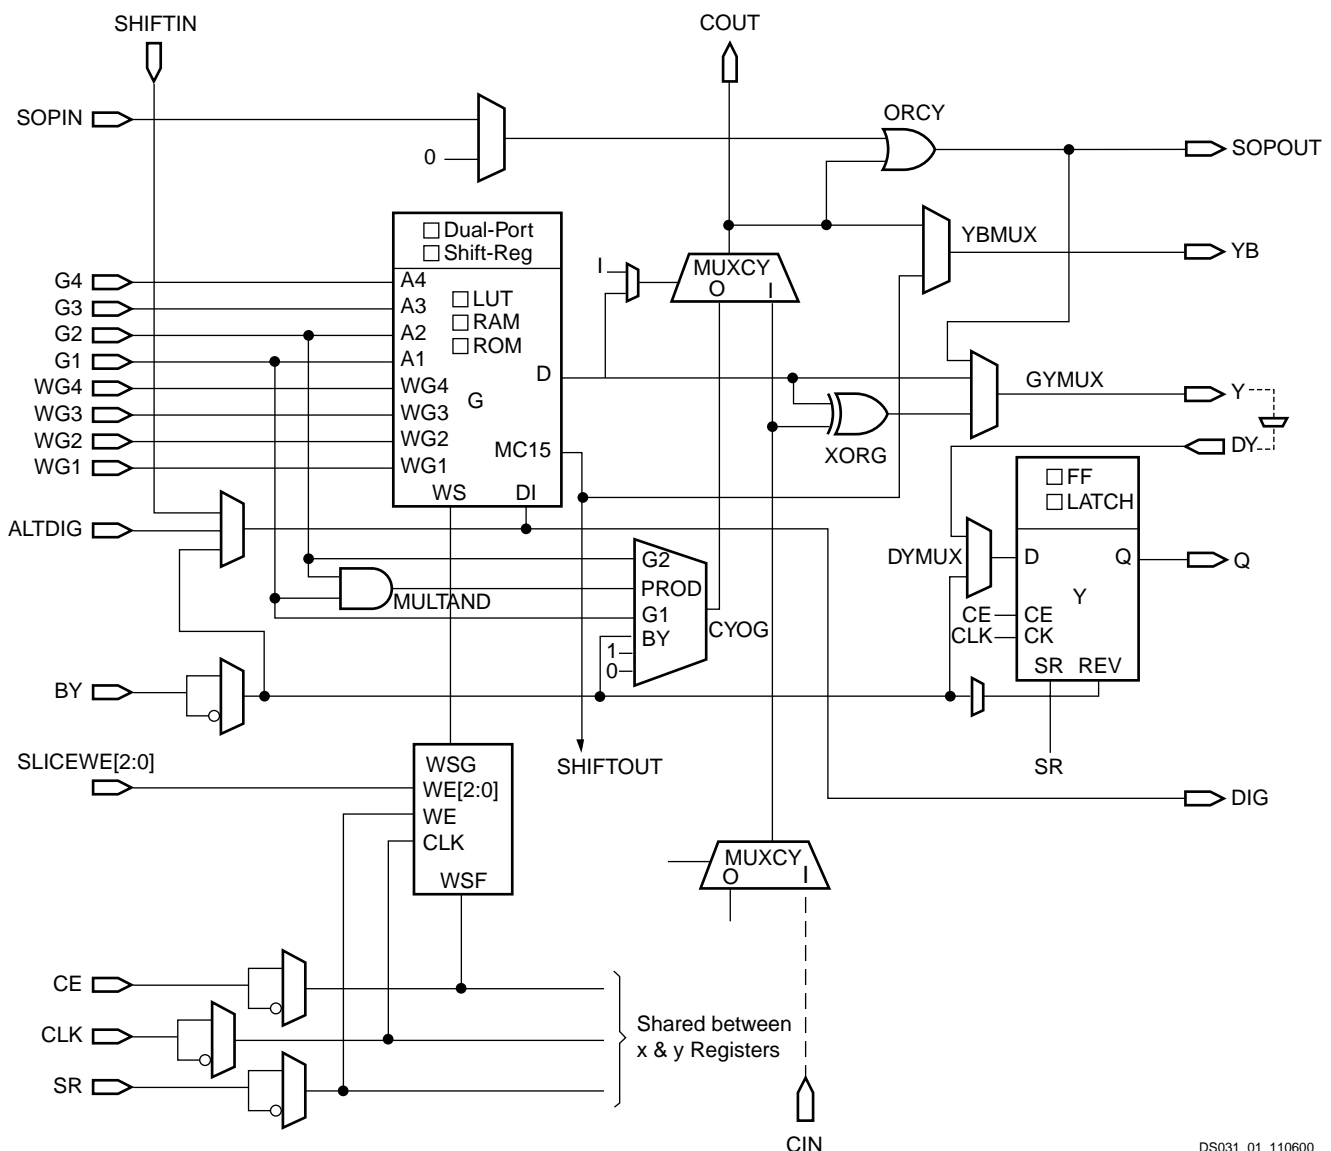 SHIFTIN
COUT
SOPIN
0
ORCY
SOPOUT
Dual-Port
Shift-Reg
YBMUX
YB
G4
G3
G2
G1
WG4
WG3
WG2
WG1
A4
A3
A2
A1
WG4
WG3
WG2
WG1
LUT
RAM
ROM
D
G
MC15
WS
DI
I
MUXCY
O
I
GYMUX
Y
XORG
DY
FF
LATCH
ALTDIG
DYMUX
D
Q
Q
Y
CE
CE
CLK
CK
SR
REV
G2
PROD
G1
BY
1
0
MULTAND
CYOG
BY
SLICEWE[2:0]
WSG
WE[2:0]
WE
CLK
WSF
SHIFTOUT
SR
DIG
MUXCY
O
I
CE
CLK
SR
Shared between
x & y Registers
CIN
DS031_01_110600